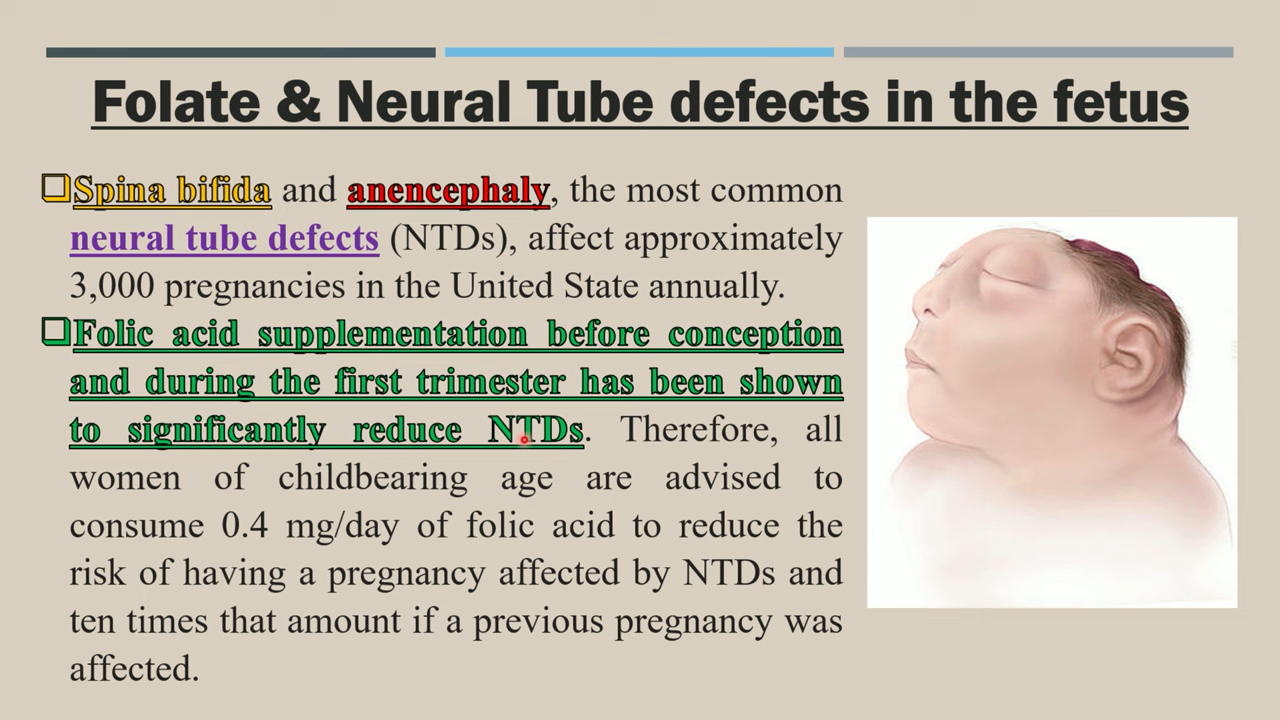 Folate & Neural Tube defects in the fetus
❑Spina bifida and anencephaly, the most common
neural tube defects (NTDs), affect approximately
3,000 pregnancies in the United State annually.
❑Folic acid supplementation before conception
and during the first trimester has been shown
to significantly reduce NTDs. Therefore, all
women of childbearing age are advised to
consume 0.4 mg/day of folic acid to reduce the
risk of having a pregnancy affected by NTDs and
ten times that amount if a previous pregnancy was
affected.